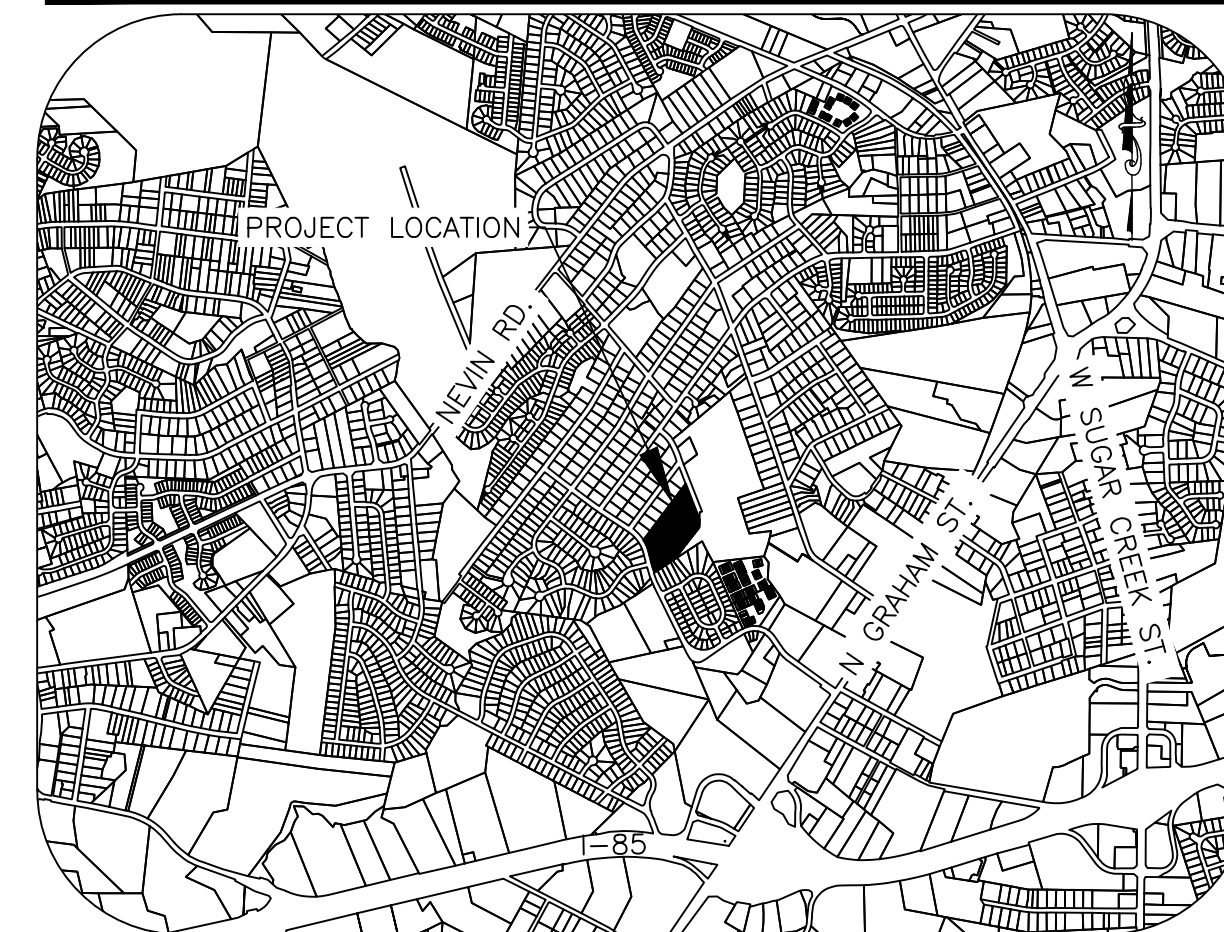 PROJECT LOCATION
NEVIN RD.
W SUGAR CREEK ST.
N GRAHAM ST.
I-85